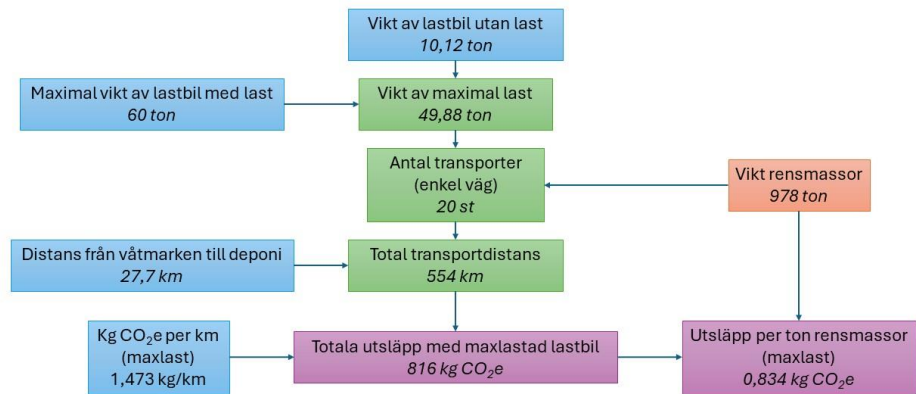 Vikt av lastbil utan last
10,12 ton
Maximal vikt av lastbil med last
60 ton
Vikt av maximal last
49,88 ton
Antal transporter
(enkel väg)
20 st
Vikt rensmassor
978 ton
Distans från våtmarken till deponi
27,7 km
Total transportdistans
554 km
Kg CO₂e per km
(maxlast)
1,473 kg/km
Totala utsläpp med maxlastad lastbil
816 kg CO₂e
Utsläpp per ton rensmassor
(maxlast)
0,834 kg CO₂e